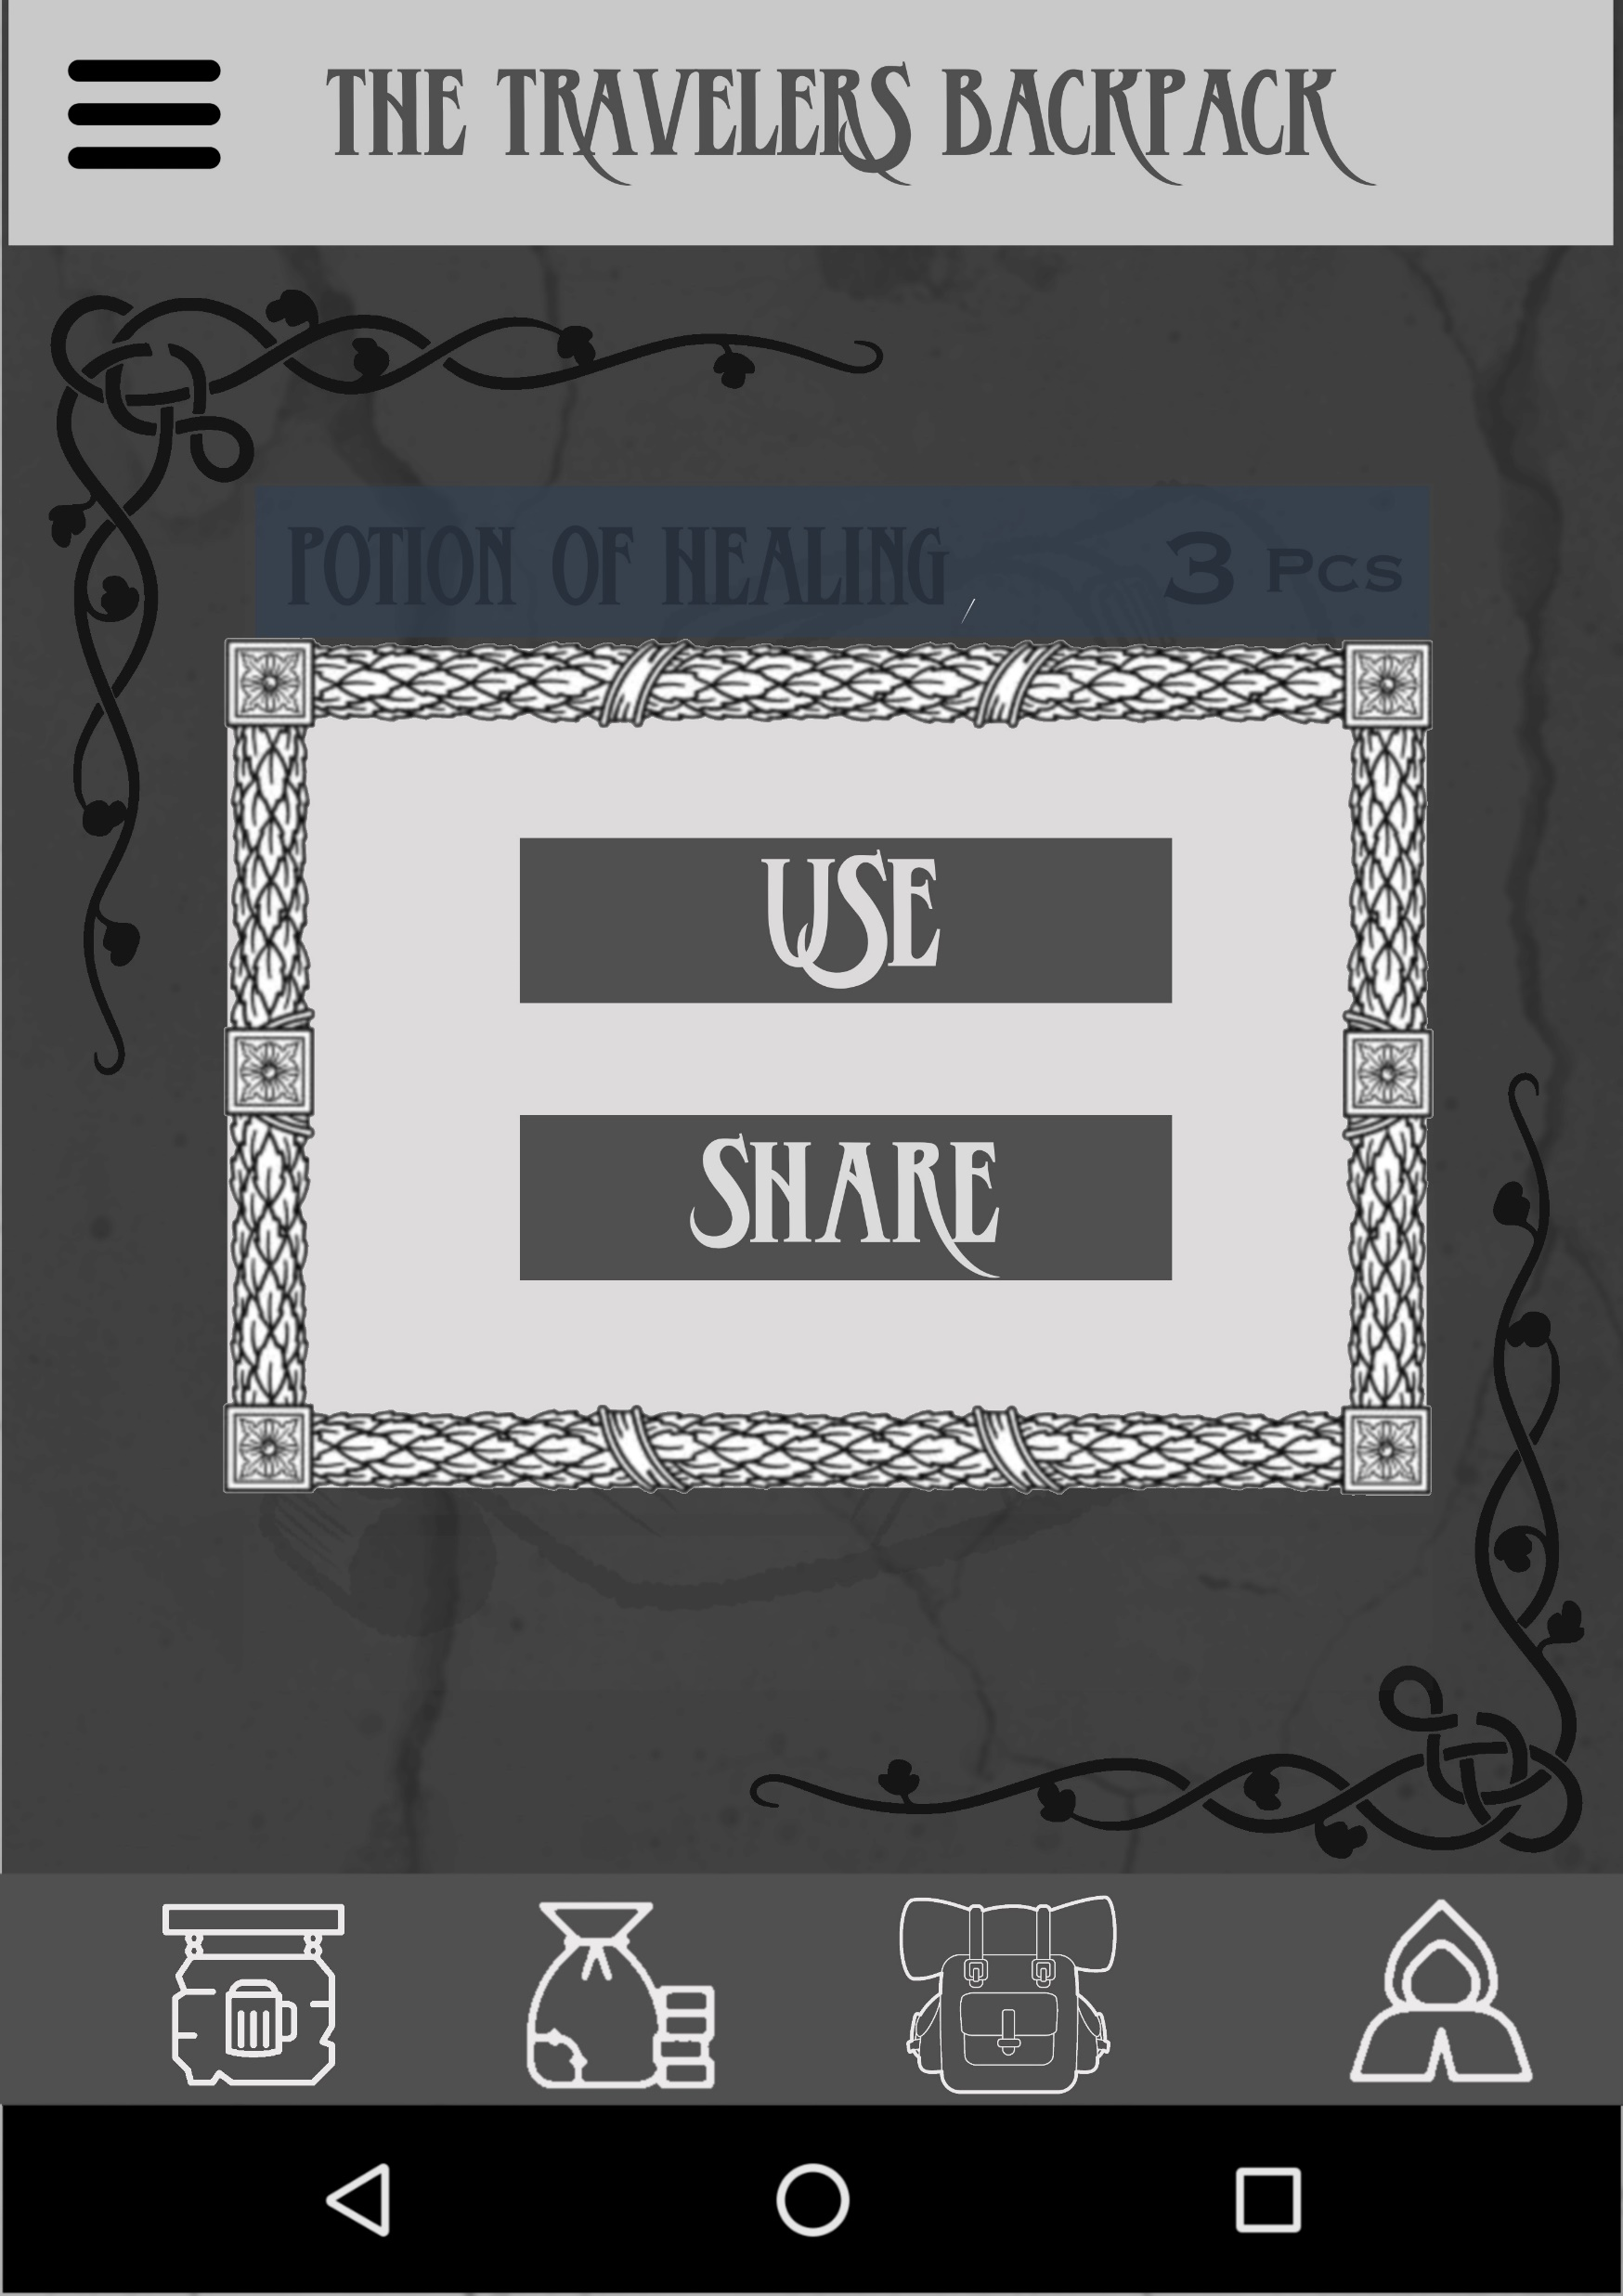 THE TRAVELERS BACKPACK
POTION OF HEALING 3 PCS
USE
SHARE